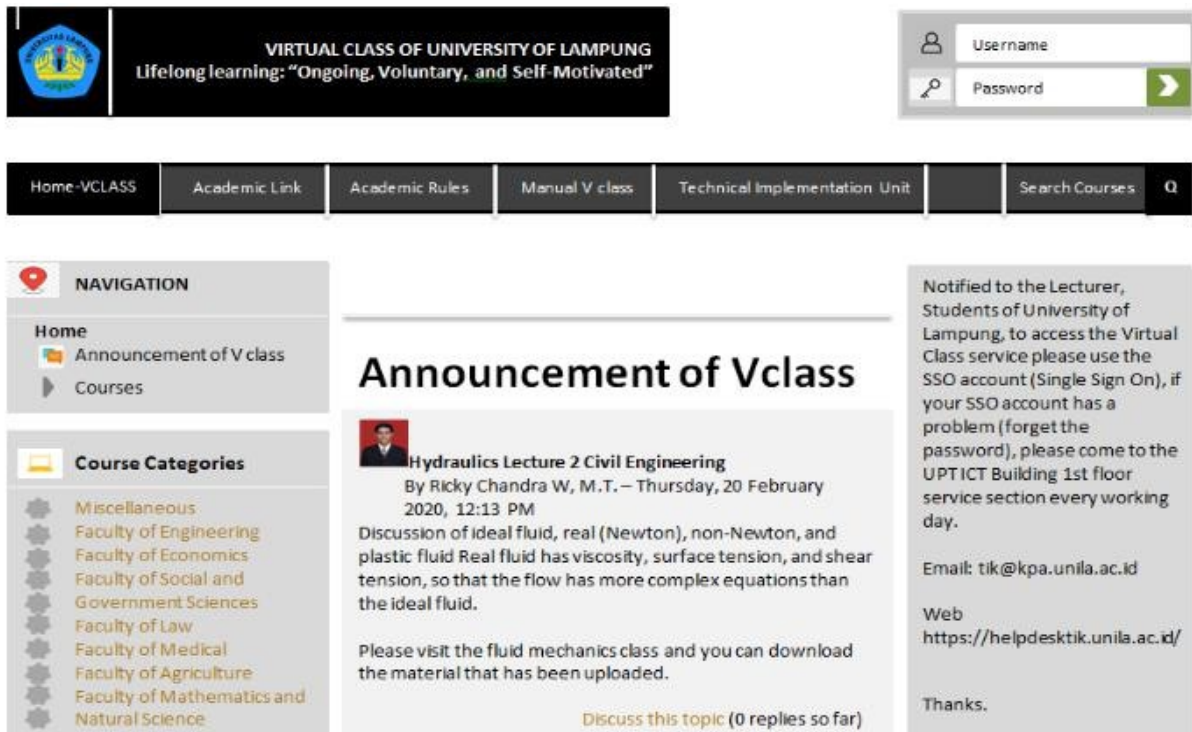 VIRTUAL CLASS OF UNIVERSITY OF LAMPUNG
Lifelong learning: “Ongoing, Voluntary, and Self-Motivated”
Username
Password
Home-VCLASS
Academic Link
Academic Rules
Manual V class
Technical Implementation Unit
Search Courses
NAVIGATION
Home
Announcement of V class
Courses
Course Categories
Miscellaneous
Faculty of Engineering
Faculty of Economics
Faculty of Social and
Government Sciences
Faculty of Law
Faculty of Medical
Faculty of Agriculture
Faculty of Mathematics and
Natural Science
Announcement of Vclass
Hydraulics Lecture 2 Civil Engineering
By Ricky Chandra W, M.T. – Thursday, 20 February
2020, 12:13 PM
Discussion of ideal fluid, real (Newton), non-Newton, and
plastic fluid Real fluid has viscosity, surface tension, and shear
tension, so that the flow has more complex equations than
the ideal fluid.
Please visit the fluid mechanics class and you can download
the material that has been uploaded.
Discuss this topic (0 replies so far)
Notified to the Lecturer,
Students of University of
Lampung, to access the Virtual
Class service please use the
SSO account (Single Sign On), if
your SSO account has a
problem (forget the
password), please come to the
UPT ICT Building 1st floor
service section every working
day.
Email: tik@kpa.unila.ac.id
Web
https://helpdesktik.unila.ac.id/
Thanks.